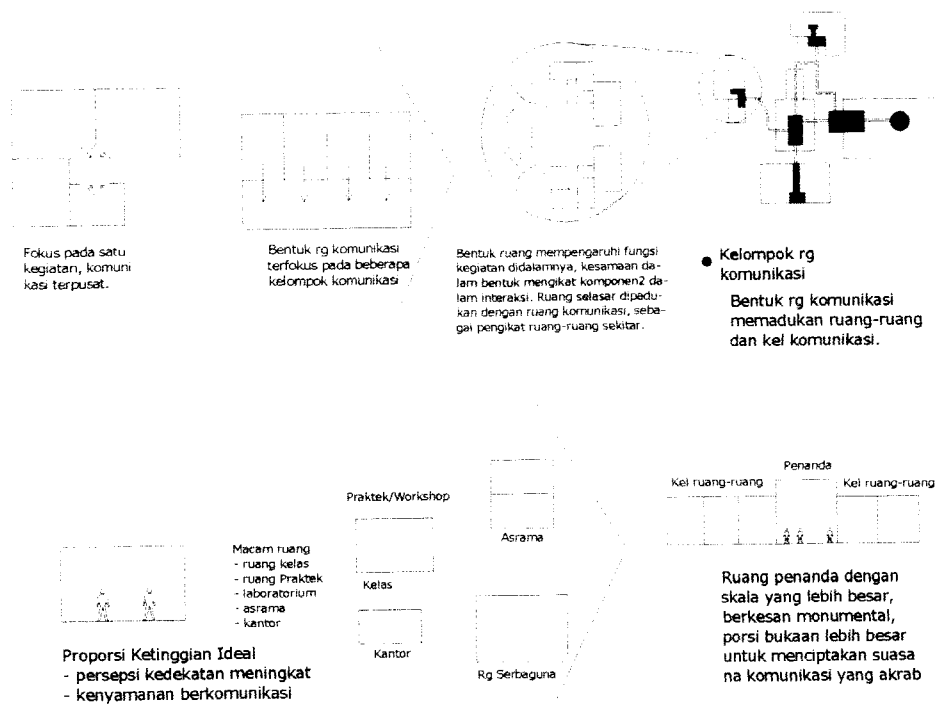 Fokus pada satu
kegiatan, komuni
kasi terpusat.
Bentuk rg komunikasi
terfokus pada beberapa
kelompok komunikasi
Bentuk ruang mempengaruhi fungsi
kegiatan didalamnya, kesamaan da-
lam bentuk mengikat komponen2 da-
lam interaksi. Ruang selasar dipadu-
kan dengan ruang komunikasi, seba-
gai pengikat ruang-ruang sekitar.
● Kelompok rg
komunikasi
Bentuk rg komunikasi
memadukan ruang-ruang
dan kel komunikasi.
Proporsi Ketinggian Ideal
- persepsi kedekatan meningkat
- kenyamanan berkomunikasi
Macam ruang
- ruang kelas
- ruang Praktek
- laboratorium
- asrama
- kantor
Praktek/Workshop
Kelas
Kantor
Asrama
Rg Serbaguna
Penanda
Kel ruang-ruang
Kel ruang-ruang
Ruang penanda dengan
skala yang lebih besar,
berkesan monumental,
porsi bukaan lebih besar
untuk menciptakan suasa
na komunikasi yang akrab